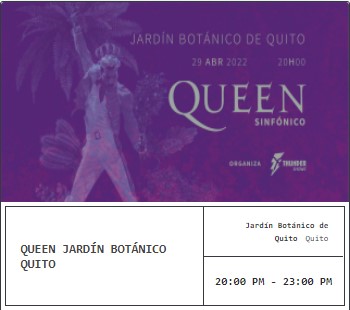 JARDÍN BOTÁNICO DE QUITO
29 ABR 2022 20H00
QUEEN
SINFÓNICO
ORGANIZA THUNDER
QUEEN JARDÍN BOTÁNICO
QUITO
Jardín Botánico de
Quito Quito
20:00 PM - 23:00 PM